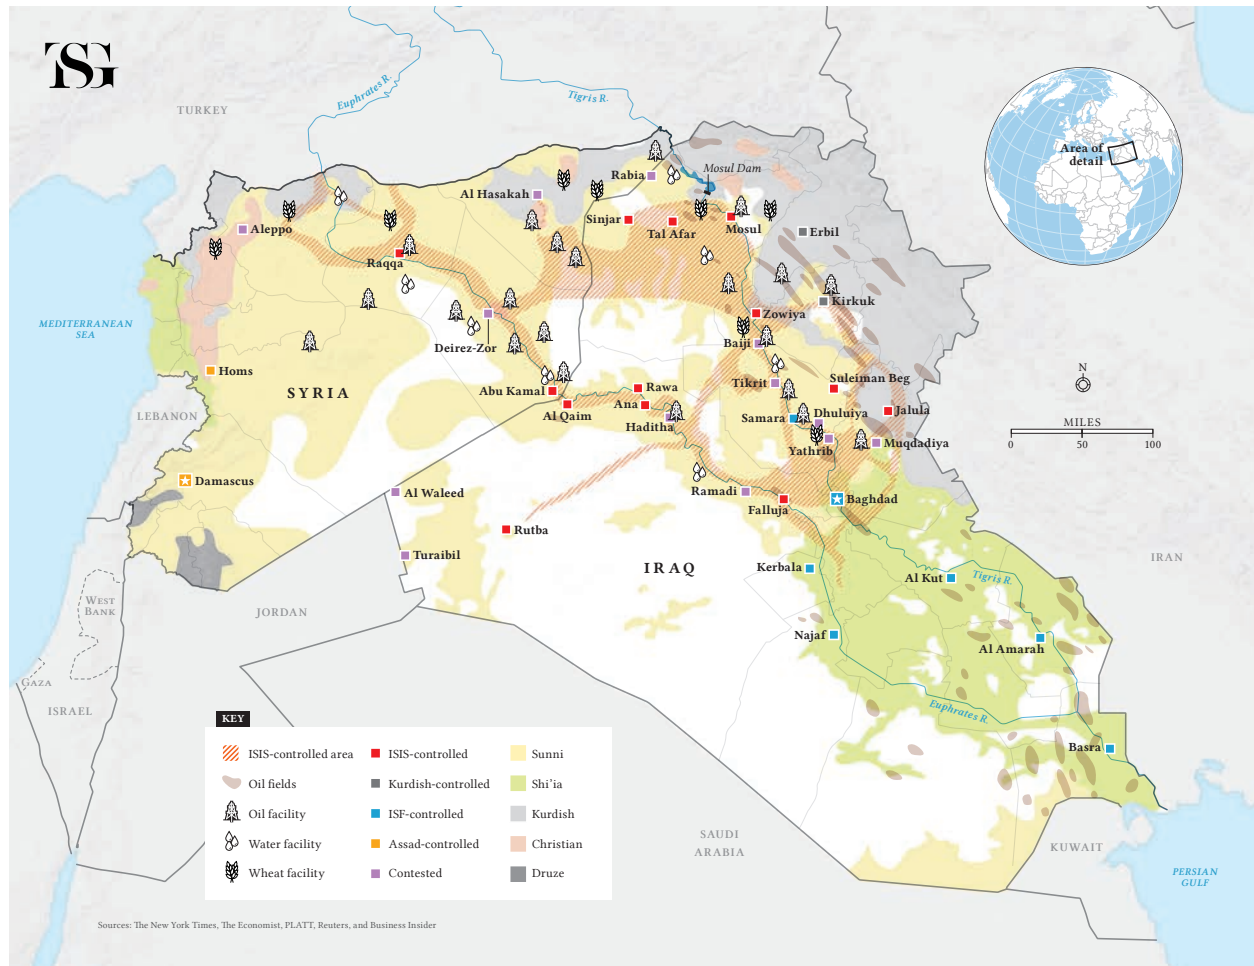 TSG
TURKEY
Euphrates R.
Tigris R.
Area of
detail
Mosul Dam
Rabia
Al Hasakah
Sinjar
Tal Afar
Mosul
Erbil
Aleppo
Raqqa
Kirkuk
Zowiya
MEDITERRANEAN
SEA
Deirez-Zor
Baiji
N
Homs
SYRIA
Abu Kamal
Rawa
Tikrit
Suleiman Beg
Al Qaim
Ana
Haditha
Samara
Dhuluiya
Jalula
LEBANON
MILES
0
50
100
Yathrib
Muqdadiya
Damascus
Al Waleed
Ramadi
Falluja
Baghdad
Rutba
Turaibil
IRAQ
Kerbala
Al Kut
Tigris R.
IRAN
WEST
BANK
JORDAN
Najaf
Al Amarah
GAZA
ISRAEL
Euphrates R.
Basra
KEY
ISIS-controlled area
ISIS-controlled
Sunni
Oil fields
Kurdish-controlled
Shi'ia
Oil facility
ISF-controlled
Kurdish
Water facility
Assad-controlled
Christian
Wheat facility
Contested
Druze
SAUDI
ARABIA
KUWAIT
PERSIAN
GULF
Sources: The New York Times, The Economist, PLATT, Reuters, and Business Insider